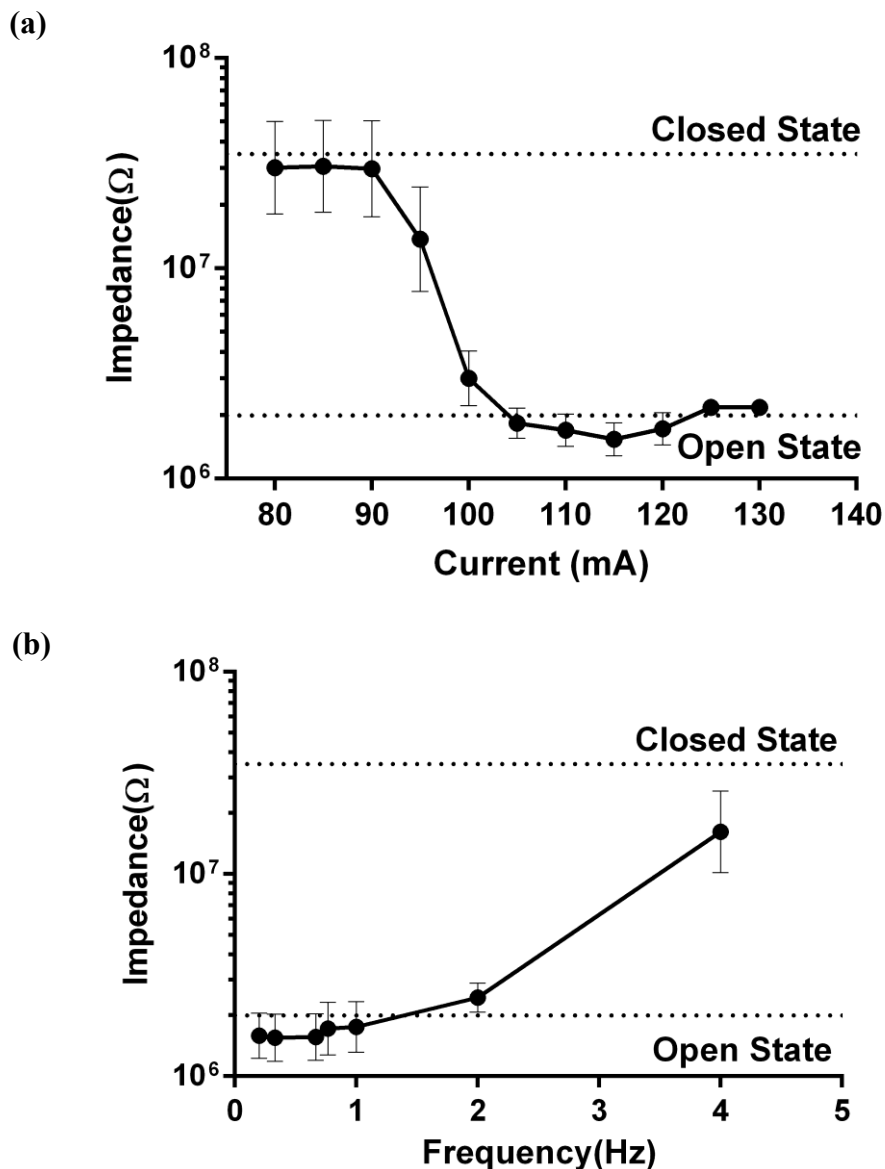 (a)
10⁸
Closed State
Impedance(Ω)
10⁷
Open State
10⁶
80 90 100 110 120 130 140
Current (mA)
(b)
10⁸
Closed State
Impedance(Ω)
10⁷
Open State
10⁶
0 1 2 3 4 5
Frequency(Hz)